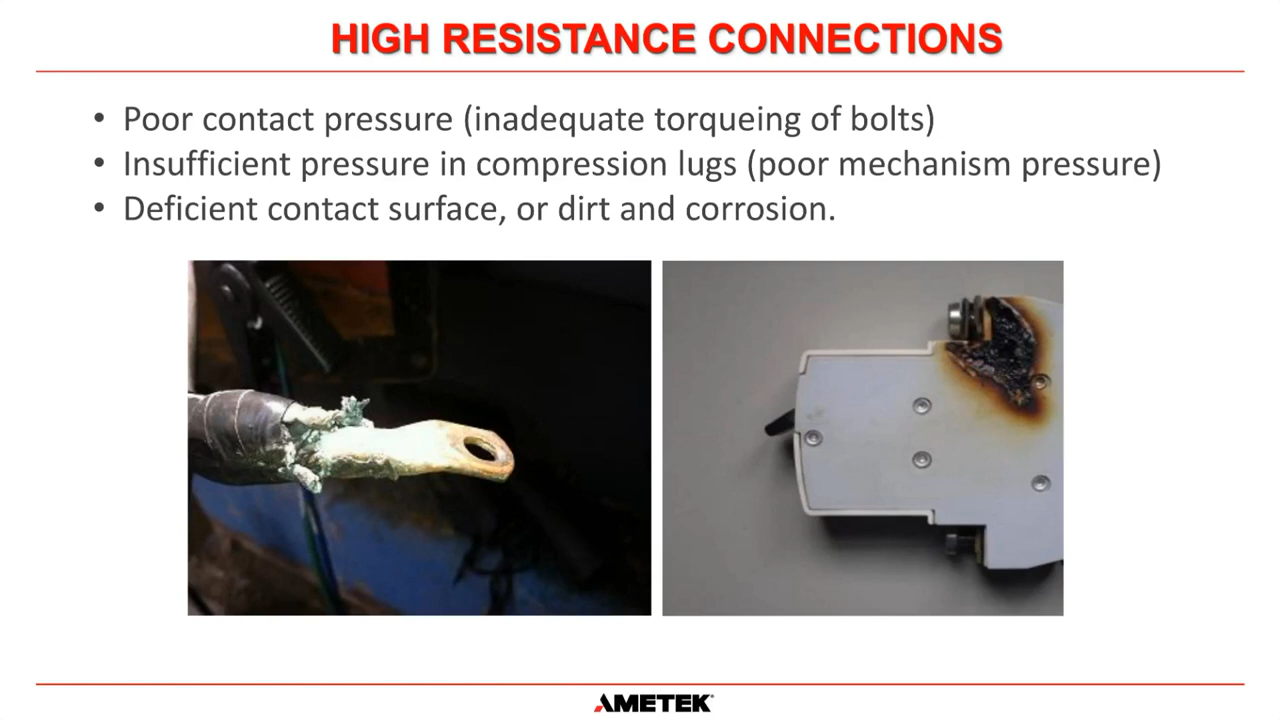 HIGH RESISTANCE CONNECTIONS
• Poor contact pressure (inadequate torqueing of bolts)
• Insufficient pressure in compression lugs (poor mechanism pressure)
• Deficient contact surface, or dirt and corrosion.
AMETEK®